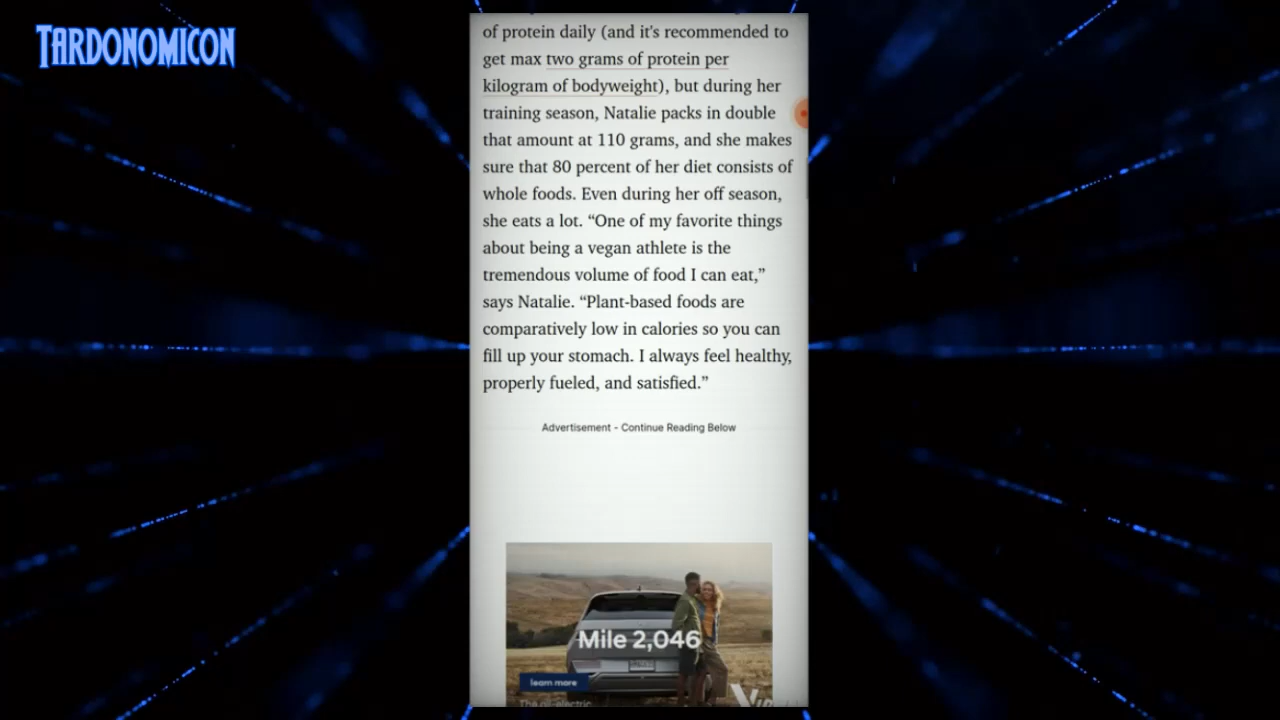 TARDONOMICON
of protein daily (and it's recommended to
get max two grams of protein per
kilogram of bodyweight), but during her
training season, Natalie packs in double
that amount at 110 grams, and she makes
sure that 80 percent of her diet consists of
whole foods. Even during her off season,
she eats a lot. “One of my favorite things
about being a vegan athlete is the
tremendous volume of food I can eat,”
says Natalie. “Plant-based foods are
comparatively low in calories so you can
fill up your stomach. I always feel healthy,
properly fueled, and satisfied.”
Advertisement - Continue Reading Below
Mile 2,046
learn more
The all-electric